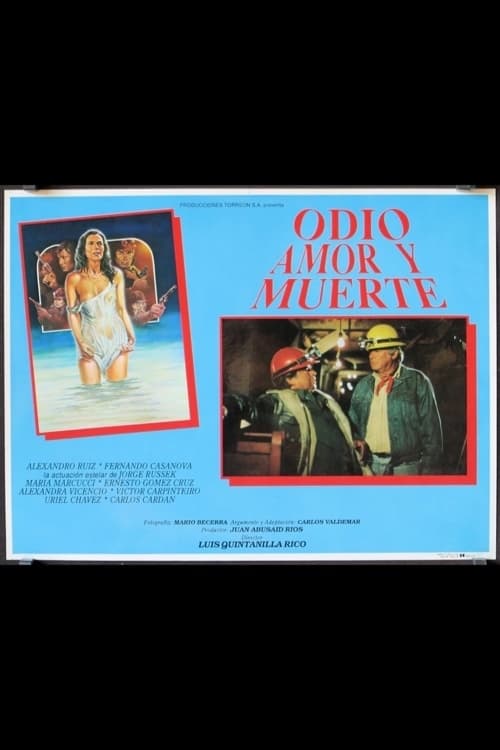 PRODUCCIONES TORREON S.A. presenta
ODIO
AMOR Y
MUERTE
ALEXANDRO RUIZ * FERNANDO CASANOVA
la actuación estelar de JORGE RUSSEK
MARIA MARCUCCI * ERNESTO GOMEZ CRUZ
ALEXANDRA VICENCIO * VICTOR CARPINTEIRO
URIEL CHAVEZ * CARLOS CARDAN
Fotografía: MARIO BECERRA Argumento y Adaptación: CARLOS VALDEMAR
Productor: JUAN ABUSAID RIOS
Director
LUIS QUINTANILLA RICO